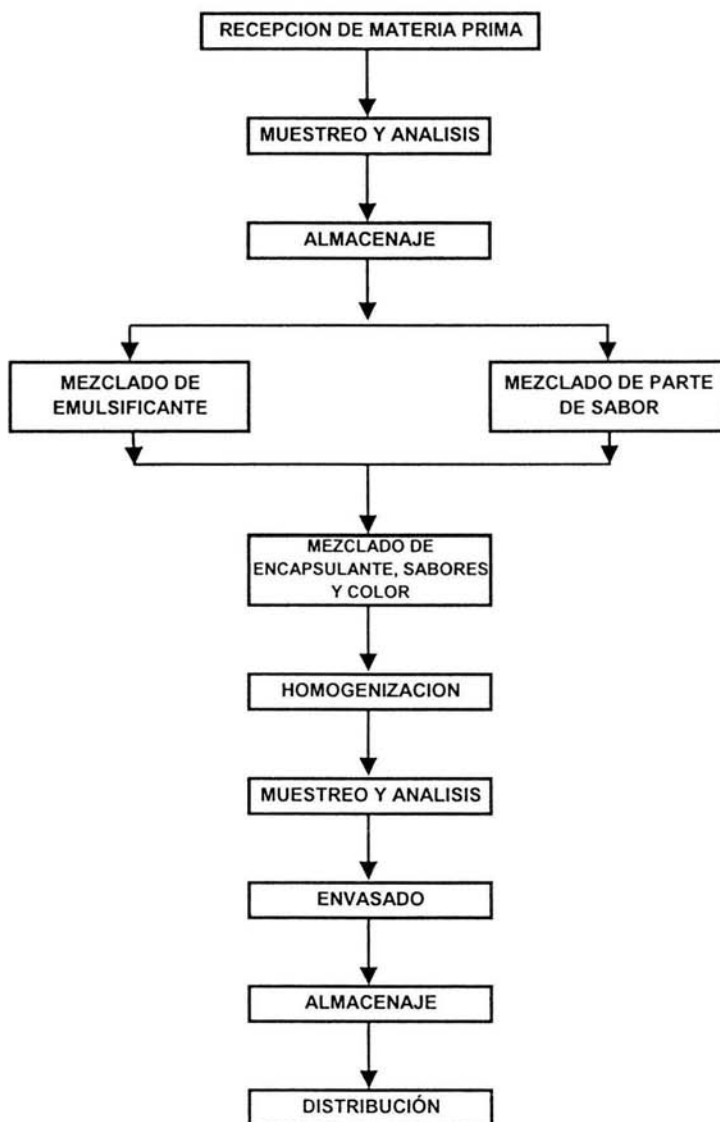 RECEPCION DE MATERIA PRIMA
MUESTREO Y ANALISIS
ALMACENAJE
MEZCLADO DE
EMULSIFICANTE
MEZCLADO DE PARTE
DE SABOR
MEZCLADO DE
ENCAPSULANTE, SABORES
Y COLOR
HOMOGENIZACION
MUESTREO Y ANALISIS
ENVASADO
ALMACENAJE
DISTRIBUCIÓN